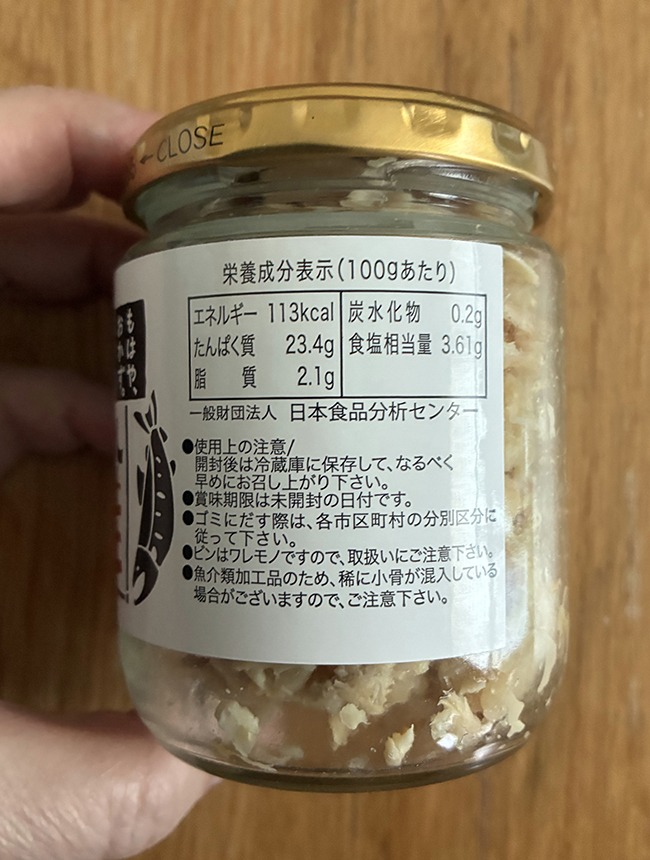 ←CLOSE
栄養成分表示(100gあたり)
エネルギー 113kcal 炭水化物 0.2g
たんぱく質 23.4g 食塩相当量 3.61g
脂　質 2.1g
一般財団法人 日本食品分析センター
●使用上の注意/
開封後は冷蔵庫に保存して、なるべく
早めにお召し上がり下さい。
●賞味期限は未開封の日付です。
●ゴミにだす際は、各市区町村の分別区分に
従って下さい。
●ビンはワレモノですので、取扱いにご注意下さい。
●魚介類加工品のため、稀に小骨が混入している
場合がございますので、ご注意下さい。
もはや、
おかず。